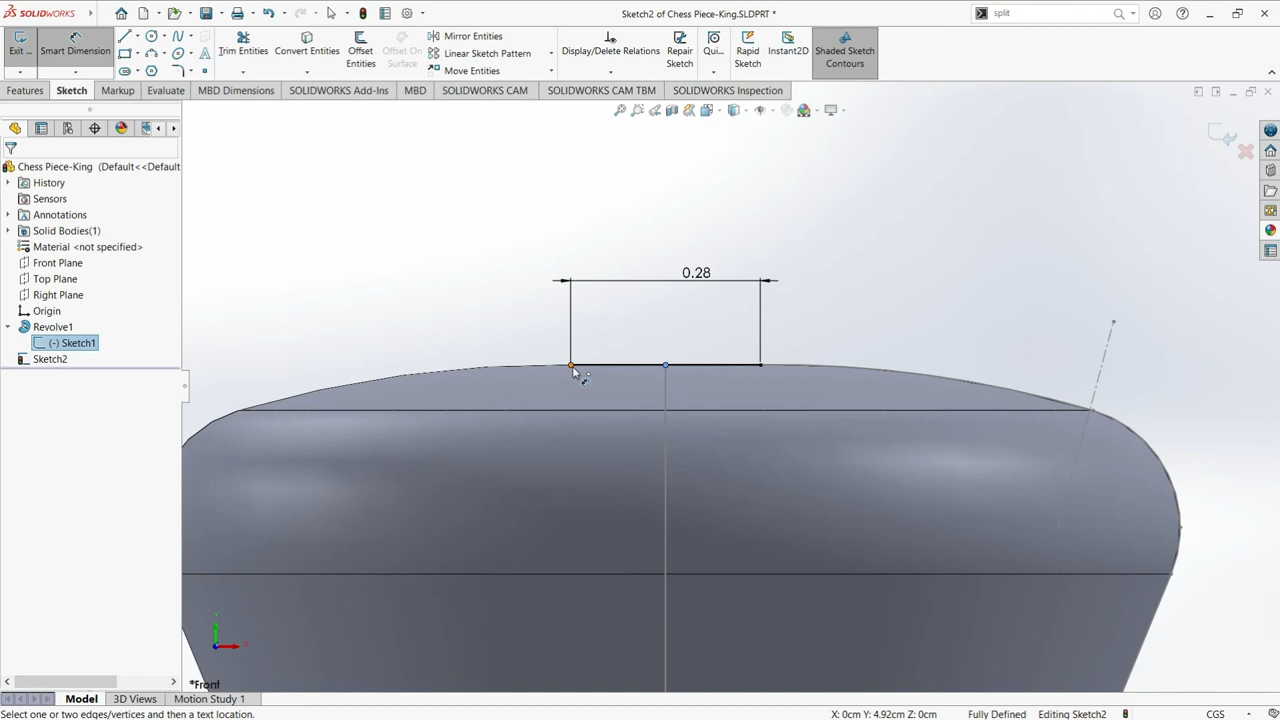 SOLIDWORKS
Sketch2 of Chess Piece-King.SLDPRT *
split
Exit ...
Smart Dimension
Trim Entities
Convert Entities
Offset Entities
Offset On Surface
Mirror Entities
Linear Sketch Pattern
Move Entities
Display/Delete Relations
Repair Sketch
Qui...
Rapid Sketch
Instant2D
Shaded Sketch Contours
Features
Sketch
Markup
Evaluate
MBD Dimensions
SOLIDWORKS Add-Ins
MBD
SOLIDWORKS CAM
SOLIDWORKS CAM TBM
SOLIDWORKS Inspection
Chess Piece-King (Default<<Default
History
Sensors
Annotations
Solid Bodies(1)
Material <not specified>
Front Plane
Top Plane
Right Plane
Origin
Revolve1
(-) Sketch1
Sketch2
0.28
Y
X
*Front
Model
3D Views
Motion Study 1
Select one or two edges/vertices and then a text location.
X: 0cm Y: 4.92cm Z: 0cm
Fully Defined
Editing Sketch2
CGS